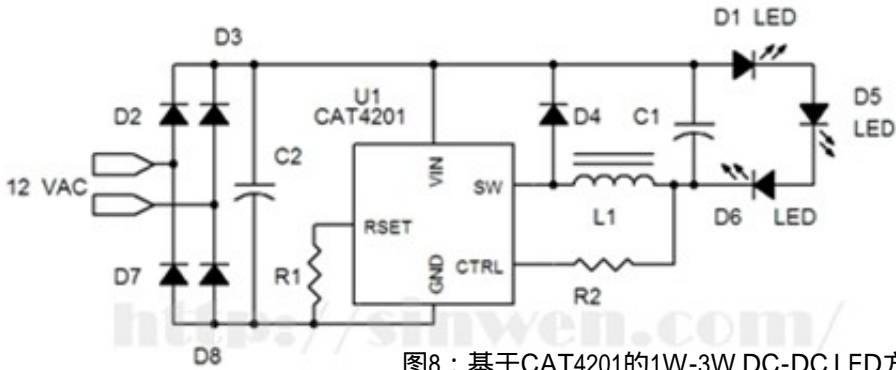 D1 LED
D3
D2
U1
CAT4201
D4
C1
D5
LED
C2
VIN
12 VAC
SW
RSET
L1
D6
LED
D7
R1
GND
CTRL
R2
http://sinwen.com/
D8
图8：基于CAT4201的1W-3W DC-DC LED方